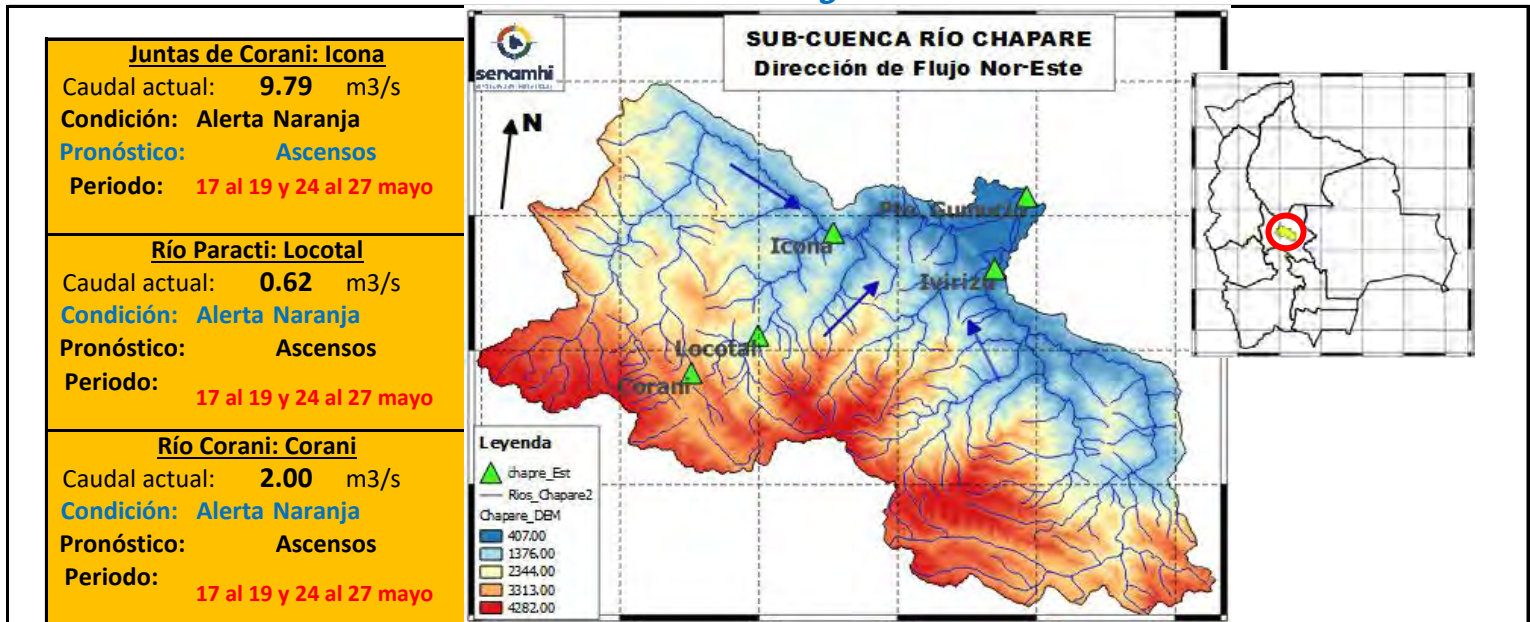 Juntas de Corani: Icona
Caudal actual: 9.79 m3/s
Condición: Alerta Naranja
Pronóstico: Ascensos
Periodo: 17 al 19 y 24 al 27 mayo
Río Paracti: Locotal
Caudal actual: 0.62 m3/s
Condición: Alerta Naranja
Pronóstico: Ascensos
Periodo:
17 al 19 y 24 al 27 mayo
Río Corani: Corani
Caudal actual: 2.00 m3/s
Condición: Alerta Naranja
Pronóstico: Ascensos
Periodo:
17 al 19 y 24 al 27 mayo
senamhi
SUB-CUENCA RÍO CHAPARE
Dirección de Flujo Nor-Este
N
Icona
Ivirizu
Locotal
Corani
Leyenda
chapre_Est
Rios_Chapare2
Chapare_DEM
407.00
1376.00
2344.00
3313.00
4282.00